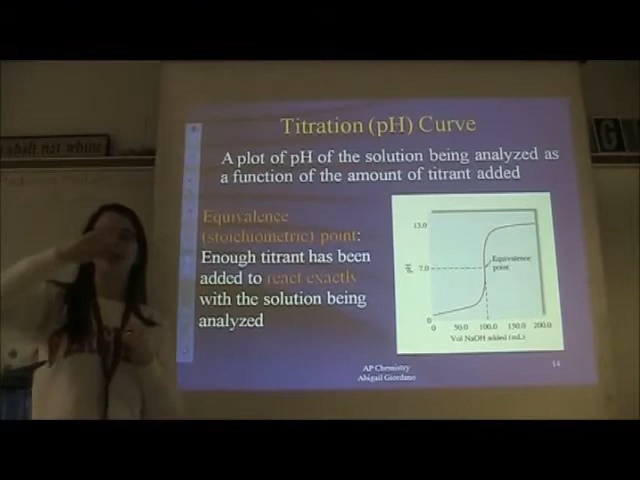 Titration (pH) Curve
A plot of pH of the solution being analyzed as
a function of the amount of titrant added
Equivalence
(stoichiometric) point:
Enough titrant has been
added to react exactly
with the solution being
analyzed
13.0
pH
7.0
Equivalence
point
0
0 50.0 100.0 150.0 200.0
Vol NaOH added (mL)
AP Chemistry
Abigail Giordano
14
G